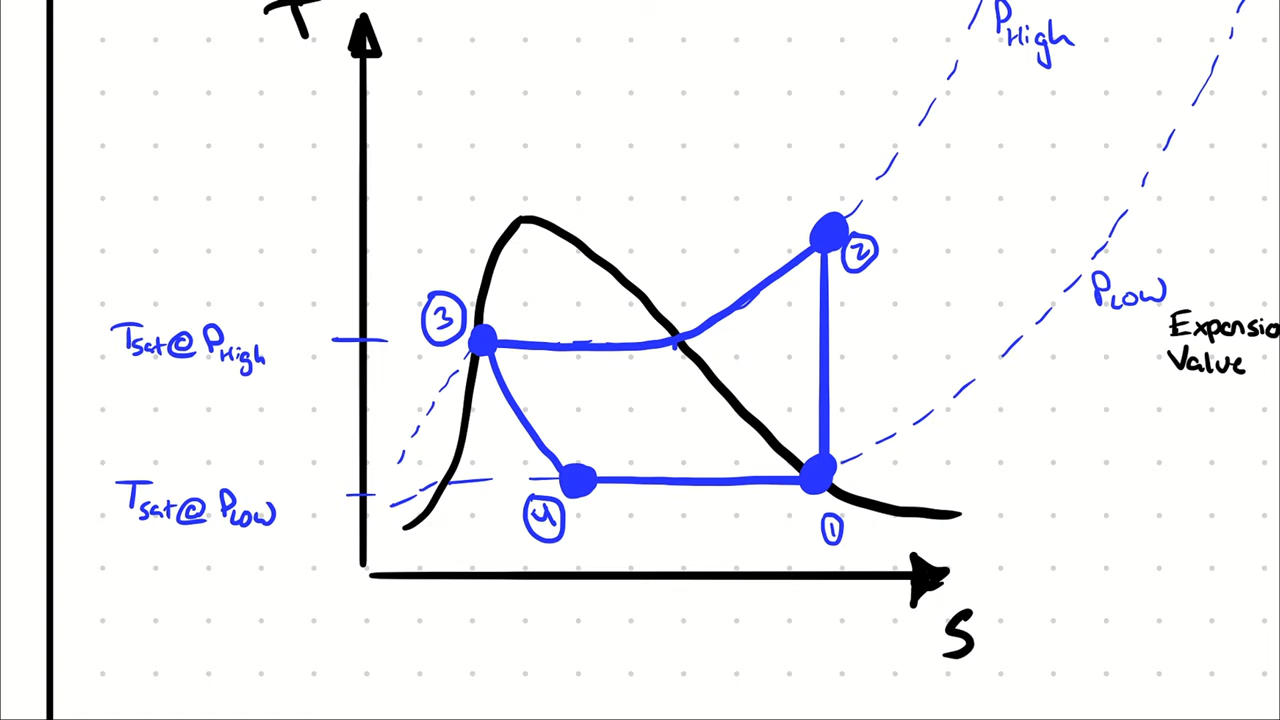 T
PHigh
2
PLow
Expansio
Value
3
Tsat@PHigh
Tsat@PLow
4
1
S